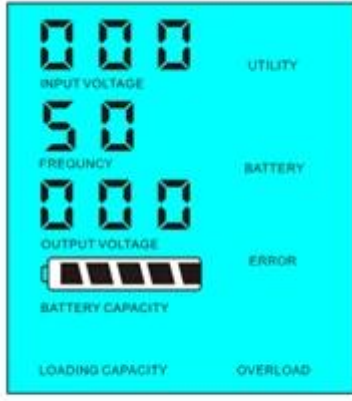 000
INPUT VOLTAGE
UTILITY
50
FREQUNCY
BATTERY
000
OUTPUT VOLTAGE
ERROR
BATTERY CAPACITY
LOADING CAPACITY
OVERLOAD